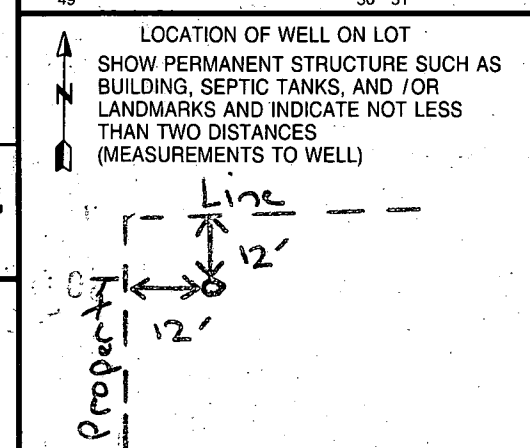 LOCATION OF WELL ON LOT
SHOW PERMANENT STRUCTURE SUCH AS
N
BUILDING, SEPTIC TANKS, AND / OR
LANDMARKS AND INDICATE NOT LESS
THAN TWO DISTANCES
(MEASUREMENTS TO WELL)
Line
12'
12'
Property